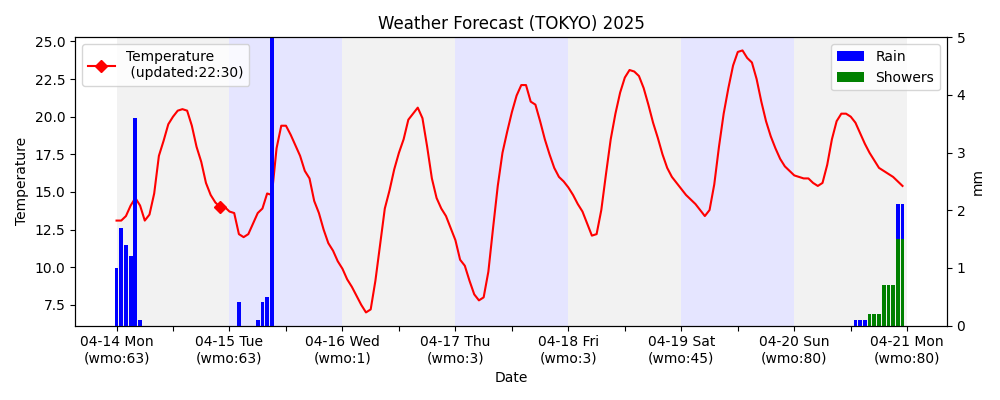 Weather Forecast (TOKYO) 2025
Temperature
(updated:22:30)
Rain
Showers
25.0
22.5
20.0
17.5
15.0
12.5
10.0
7.5
Temperature
5
4
3
2
1
0
mm
04-14 Mon
(wmo:63)
04-15 Tue
(wmo:63)
04-16 Wed
(wmo:1)
04-17 Thu
(wmo:3)
04-18 Fri
(wmo:3)
04-19 Sat
(wmo:45)
04-20 Sun
(wmo:80)
04-21 Mon
(wmo:80)
Date